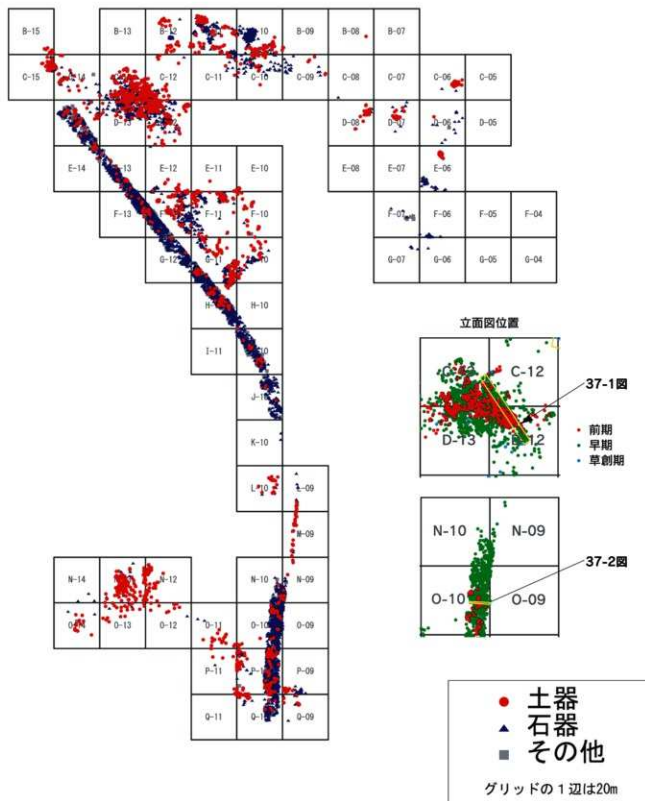 B-15 B-13 B-12 B-10 B-09 B-08 B-07
C-15 C-12 C-11 C-10 C-09 C-08 C-07 C-06 C-05
D-13 D-08 D-07 D-06 D-05
E-14 E-12 E-11 E-10 E-08 E-07 E-06
F-13 F-11 F-10 F-07 F-06 F-05 F-04
G-12 G-11 G-07 G-06 G-05 G-04
H-10
I-11
J-10
K-10
L-10 L-09
M-09
N-14 N-12 N-10 N-09
O-13 O-12 O-11 O-10 O-09
P-11 P-09
Q-11 Q-09
立面図位置
C-12
D-13
37-1図
前期
早期
草創期
N-10 N-09
O-10 O-09
37-2図
土器
石器
その他
グリッドの1辺は20m